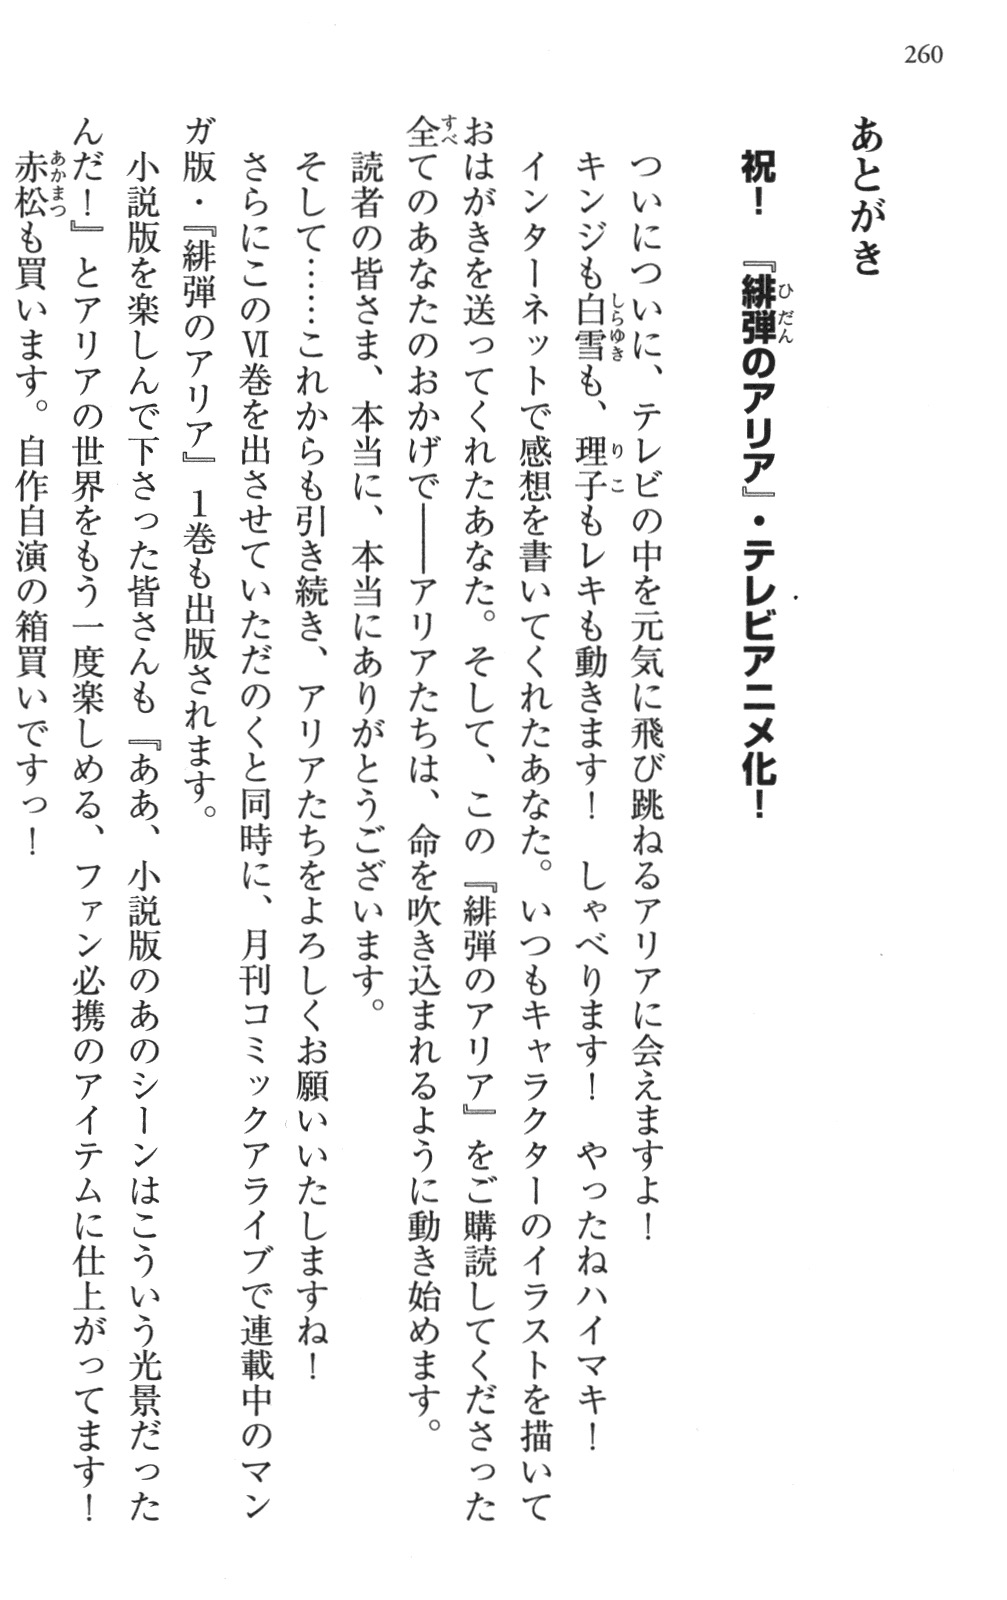 260
あとがき
祝！　『緋弾のアリア』・テレビアニメ化！
ついについに、テレビの中を元気に飛び跳ねるアリアに会えますよ！
キンジも白雪も、理子もレキも動きます！　しゃべります！　やったねハイマキ！
インターネットで感想を書いてくれたあなた。いつもキャラクターのイラストを描いて
おはがきを送ってくれたあなた。そして、この『緋弾のアリア』をご購読してくださった
全てのあなたのおかげで――アリアたちは、命を吹き込まれるように動き始めます。
読者の皆さま、本当に、本当にありがとうございます。
そして……これからも引き続き、アリアたちをよろしくお願いいたしますね！
さらにこのⅥ巻を出させていただだのくと同時に、月刊コミックアライブで連載中のマン
ガ版・『緋弾のアリア』１巻も出版されます。
小説版を楽しんで下さった皆さんも『ああ、小説版のあのシーンはこういう光景だった
んだ！』とアリアの世界をもう一度楽しめる、ファン必携のアイテムに仕上がってます！
赤松も買います。自作自演の箱買いですっ！